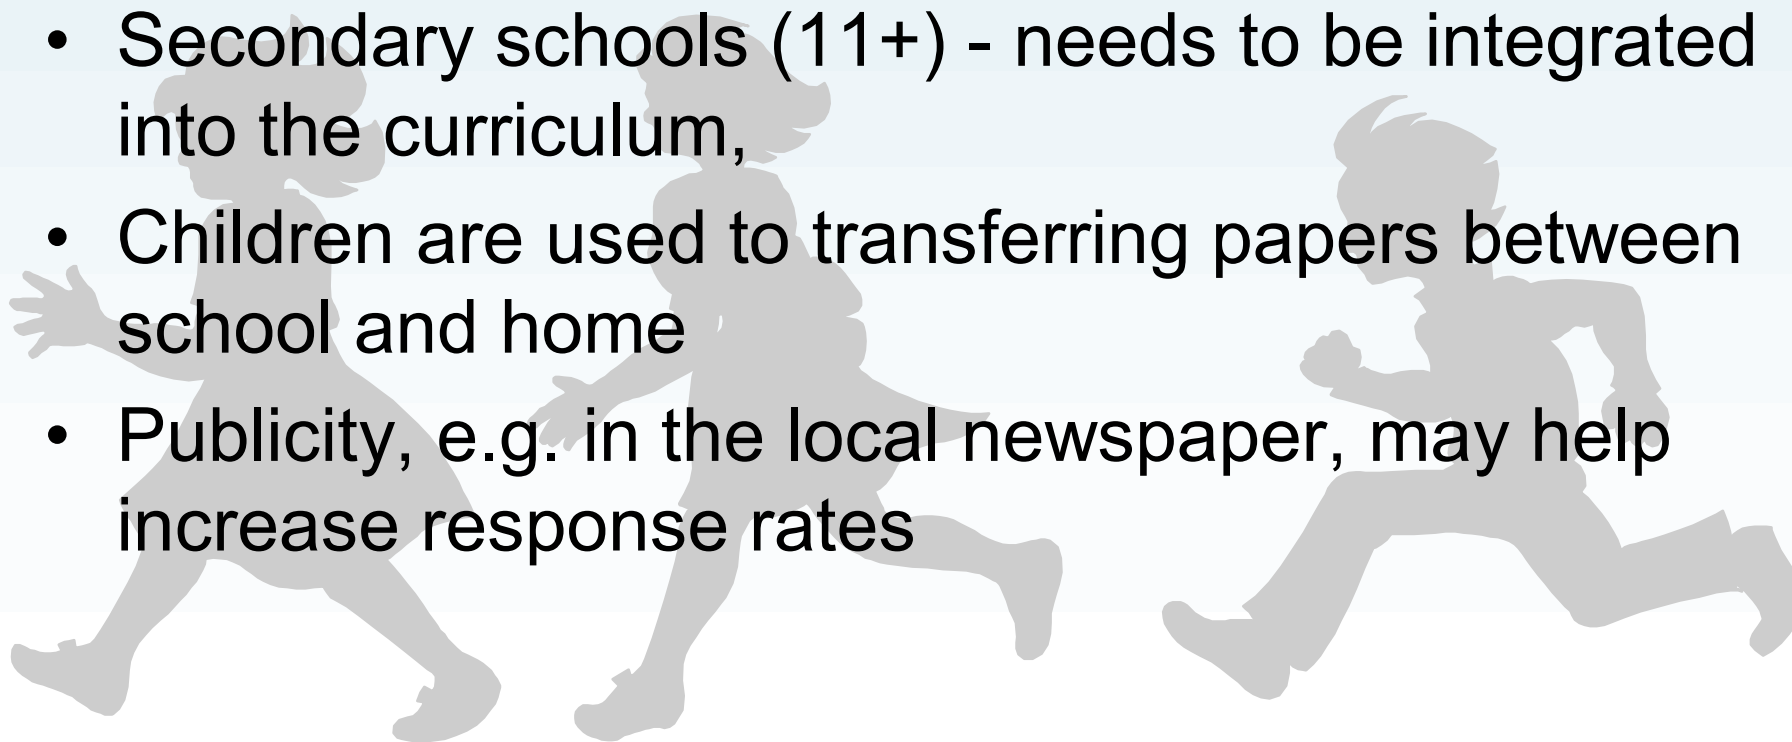 • Secondary schools (11+) - needs to be integrated
into the curriculum,
• Children are used to transferring papers between
school and home
• Publicity, e.g. in the local newspaper, may help
increase response rates